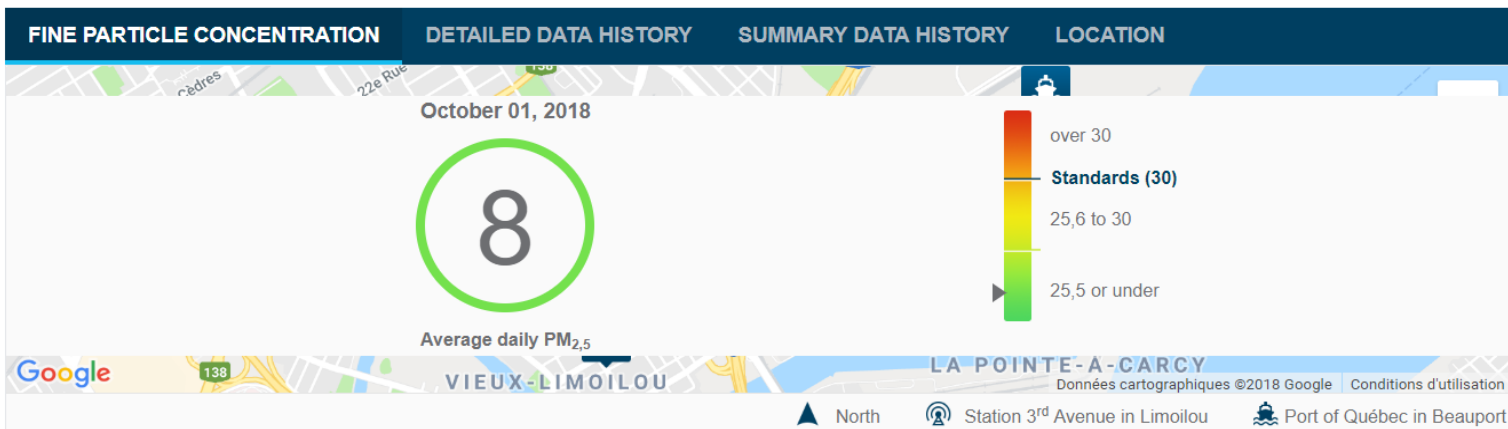 FINE PARTICLE CONCENTRATION DETAILED DATA HISTORY SUMMARY DATA HISTORY LOCATION
Cèdres
22e Rue
138
October 01, 2018
8
Average daily PM2,5
over 30
Standards (30)
25,6 to 30
25,5 or under
Google
138
VIEUX-LIMOILOU
LA POINTE-À-CARCY
Données cartographiques ©2018 Google Conditions d'utilisation
North Station 3rd Avenue in Limoilou Port of Québec in Beauport